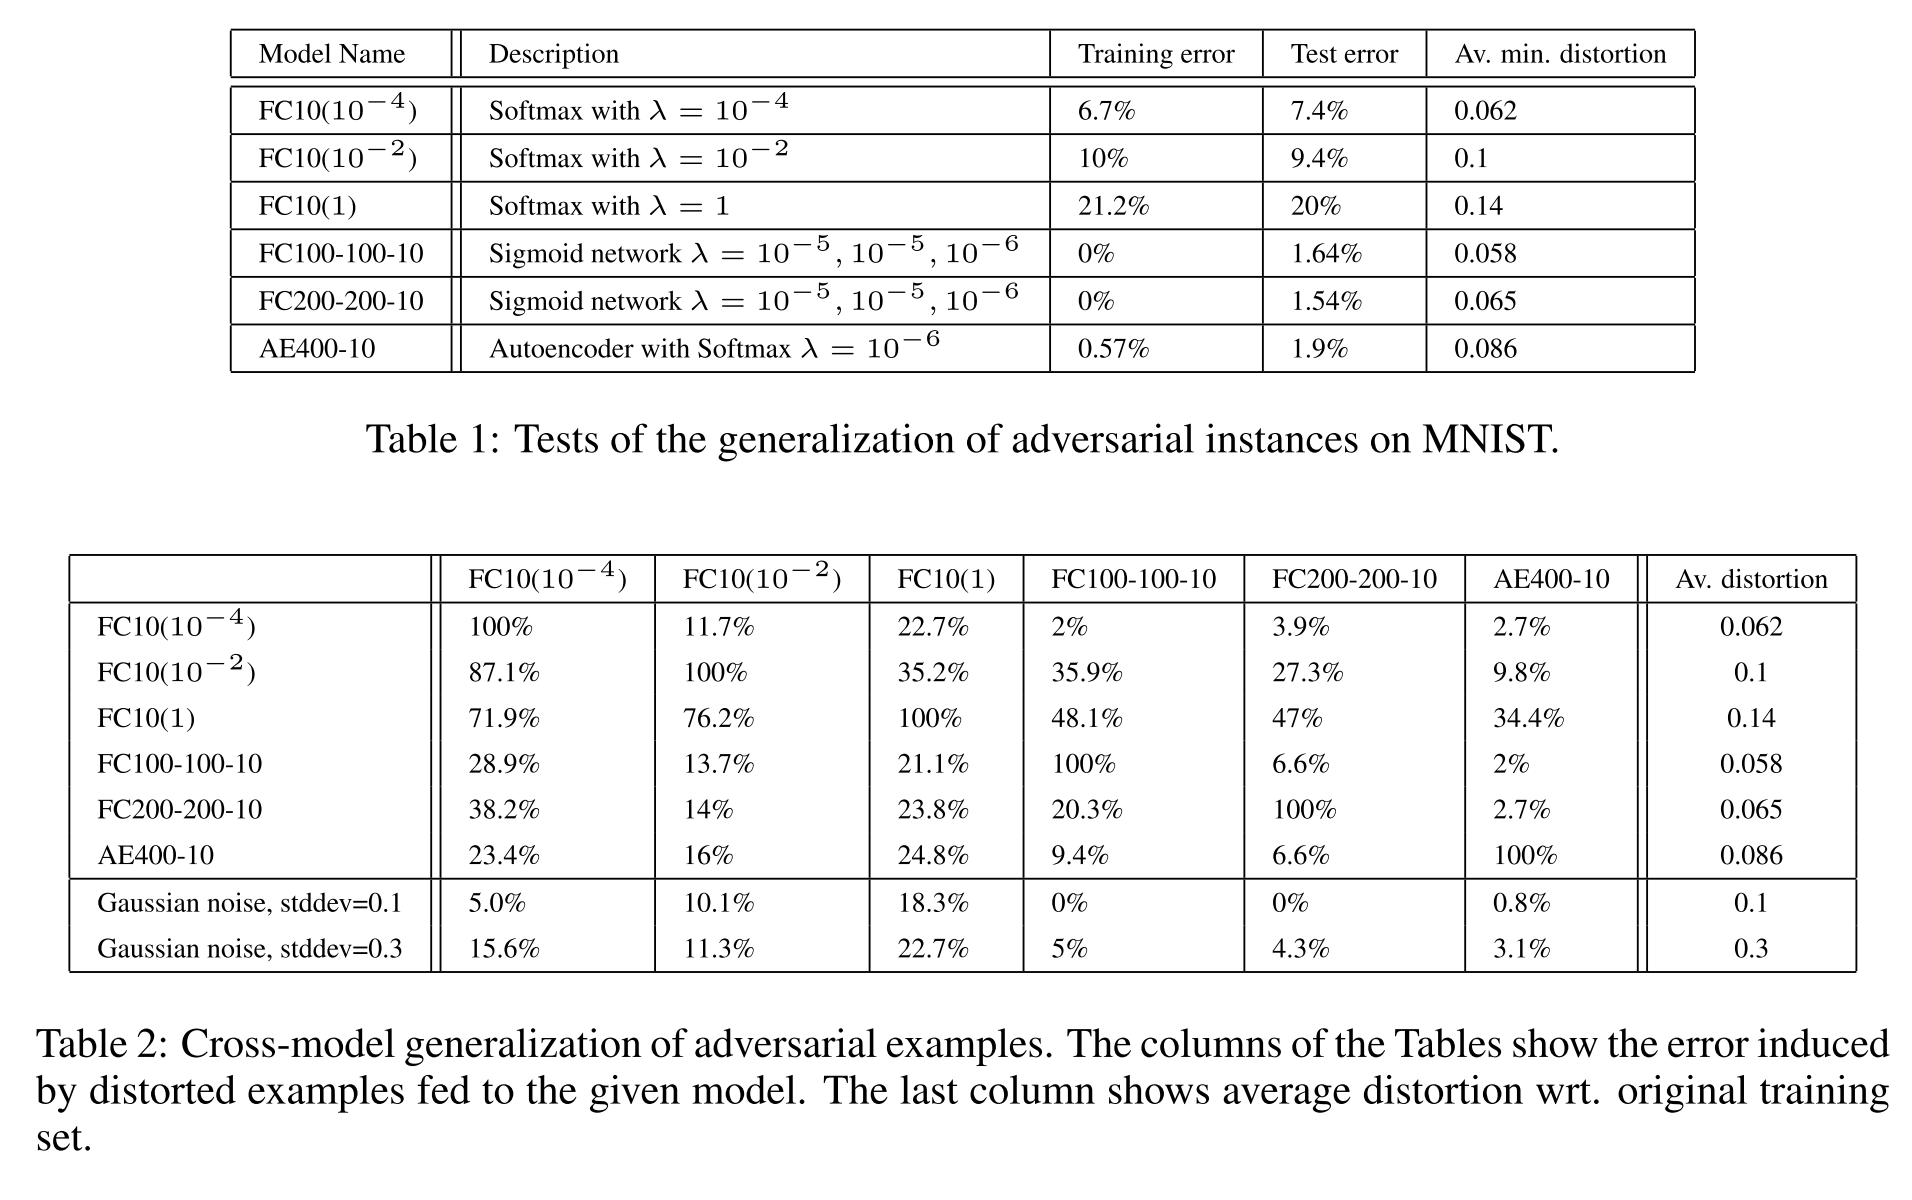 Model Name Description Training error Test error Av. min. distortion
FC10(10⁻⁴) Softmax with λ = 10⁻⁴ 6.7% 7.4% 0.062
FC10(10⁻²) Softmax with λ = 10⁻² 10% 9.4% 0.1
FC10(1) Softmax with λ = 1 21.2% 20% 0.14
FC100-100-10 Sigmoid network λ = 10⁻⁵, 10⁻⁵, 10⁻⁶ 0% 1.64% 0.058
FC200-200-10 Sigmoid network λ = 10⁻⁵, 10⁻⁵, 10⁻⁶ 0% 1.54% 0.065
AE400-10 Autoencoder with Softmax λ = 10⁻⁶ 0.57% 1.9% 0.086
Table 1: Tests of the generalization of adversarial instances on MNIST.
FC10(10⁻⁴) FC10(10⁻²) FC10(1) FC100-100-10 FC200-200-10 AE400-10 Av. distortion
FC10(10⁻⁴) 100% 11.7% 22.7% 2% 3.9% 2.7% 0.062
FC10(10⁻²) 87.1% 100% 35.2% 35.9% 27.3% 9.8% 0.1
FC10(1) 71.9% 76.2% 100% 48.1% 47% 34.4% 0.14
FC100-100-10 28.9% 13.7% 21.1% 100% 6.6% 2% 0.058
FC200-200-10 38.2% 14% 23.8% 20.3% 100% 2.7% 0.065
AE400-10 23.4% 16% 24.8% 9.4% 6.6% 100% 0.086
Gaussian noise, stddev=0.1 5.0% 10.1% 18.3% 0% 0% 0.8% 0.1
Gaussian noise, stddev=0.3 15.6% 11.3% 22.7% 5% 4.3% 3.1% 0.3
Table 2: Cross-model generalization of adversarial examples. The columns of the Tables show the error induced
by distorted examples fed to the given model. The last column shows average distortion wrt. original training
set.